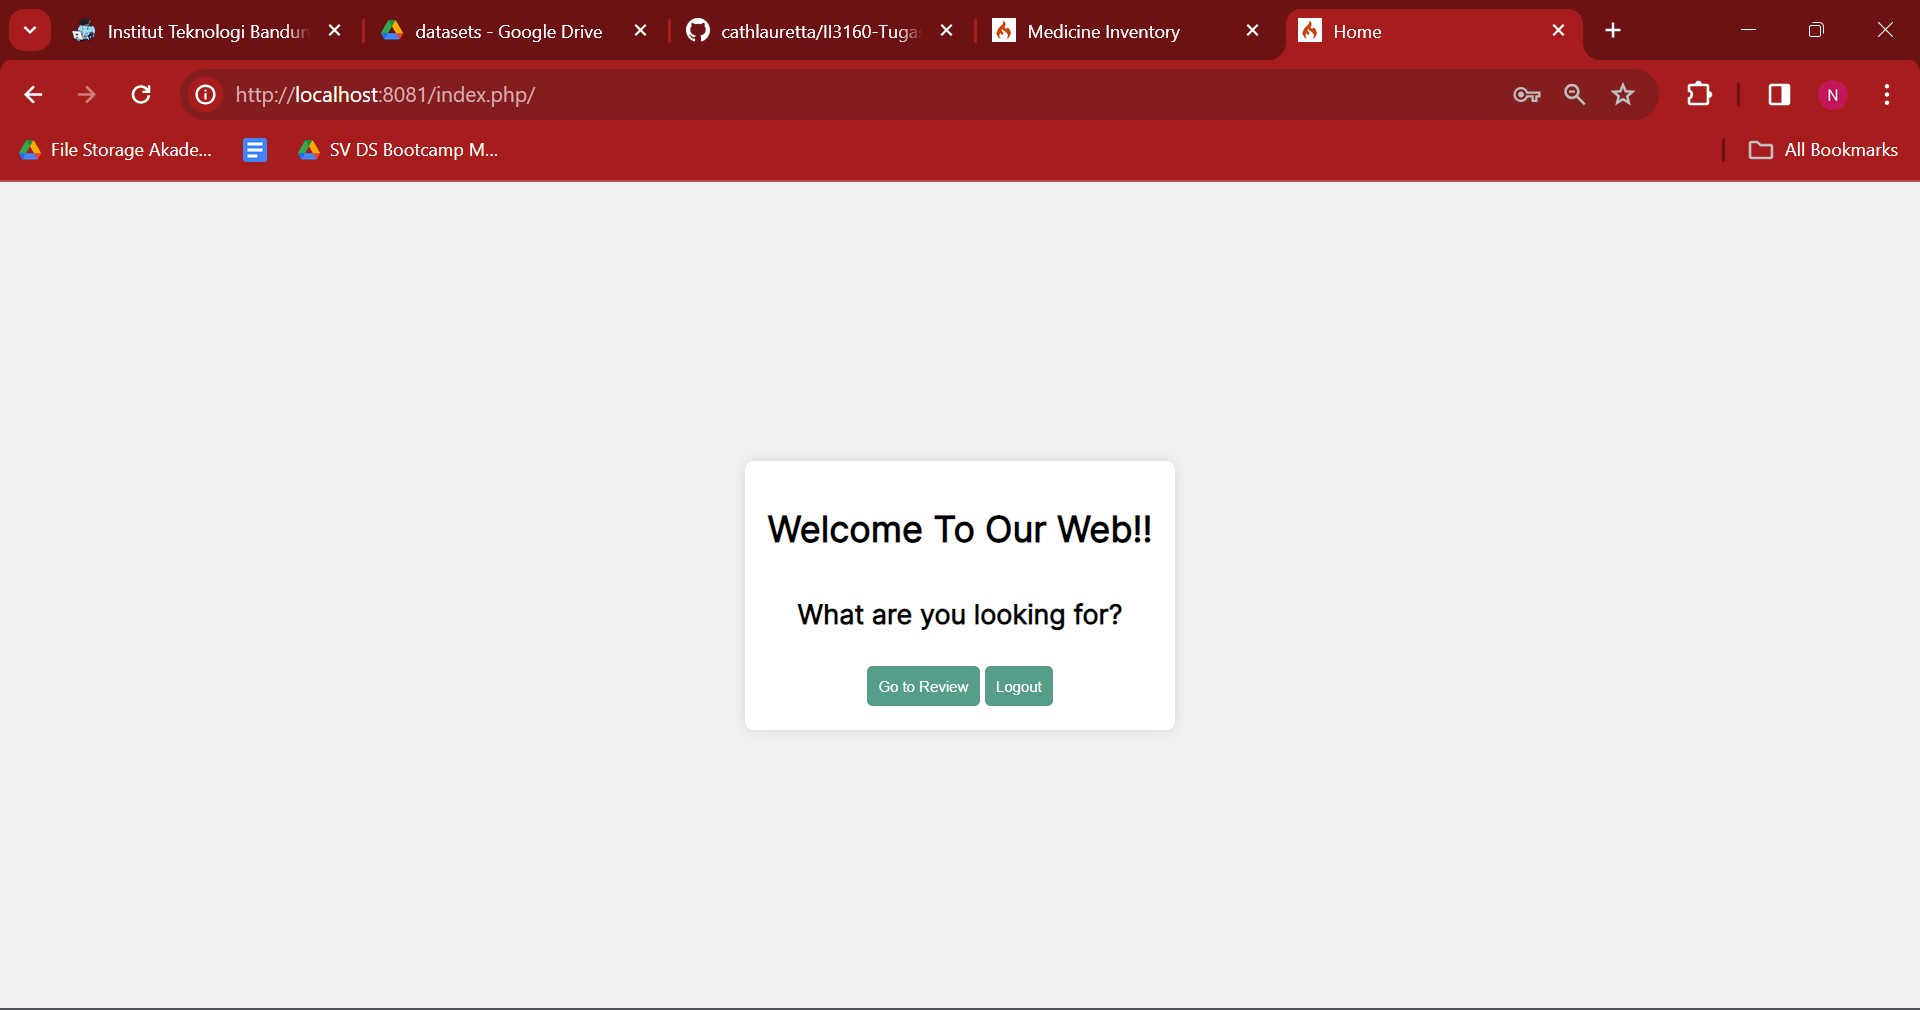 Institut Teknologi Bandun
datasets - Google Drive
cathlauretta/II3160-Tuga
Medicine Inventory
Home
http://localhost:8081/index.php/
N
File Storage Akade...
SV DS Bootcamp M...
All Bookmarks
Welcome To Our Web!!
What are you looking for?
Go to Review
Logout